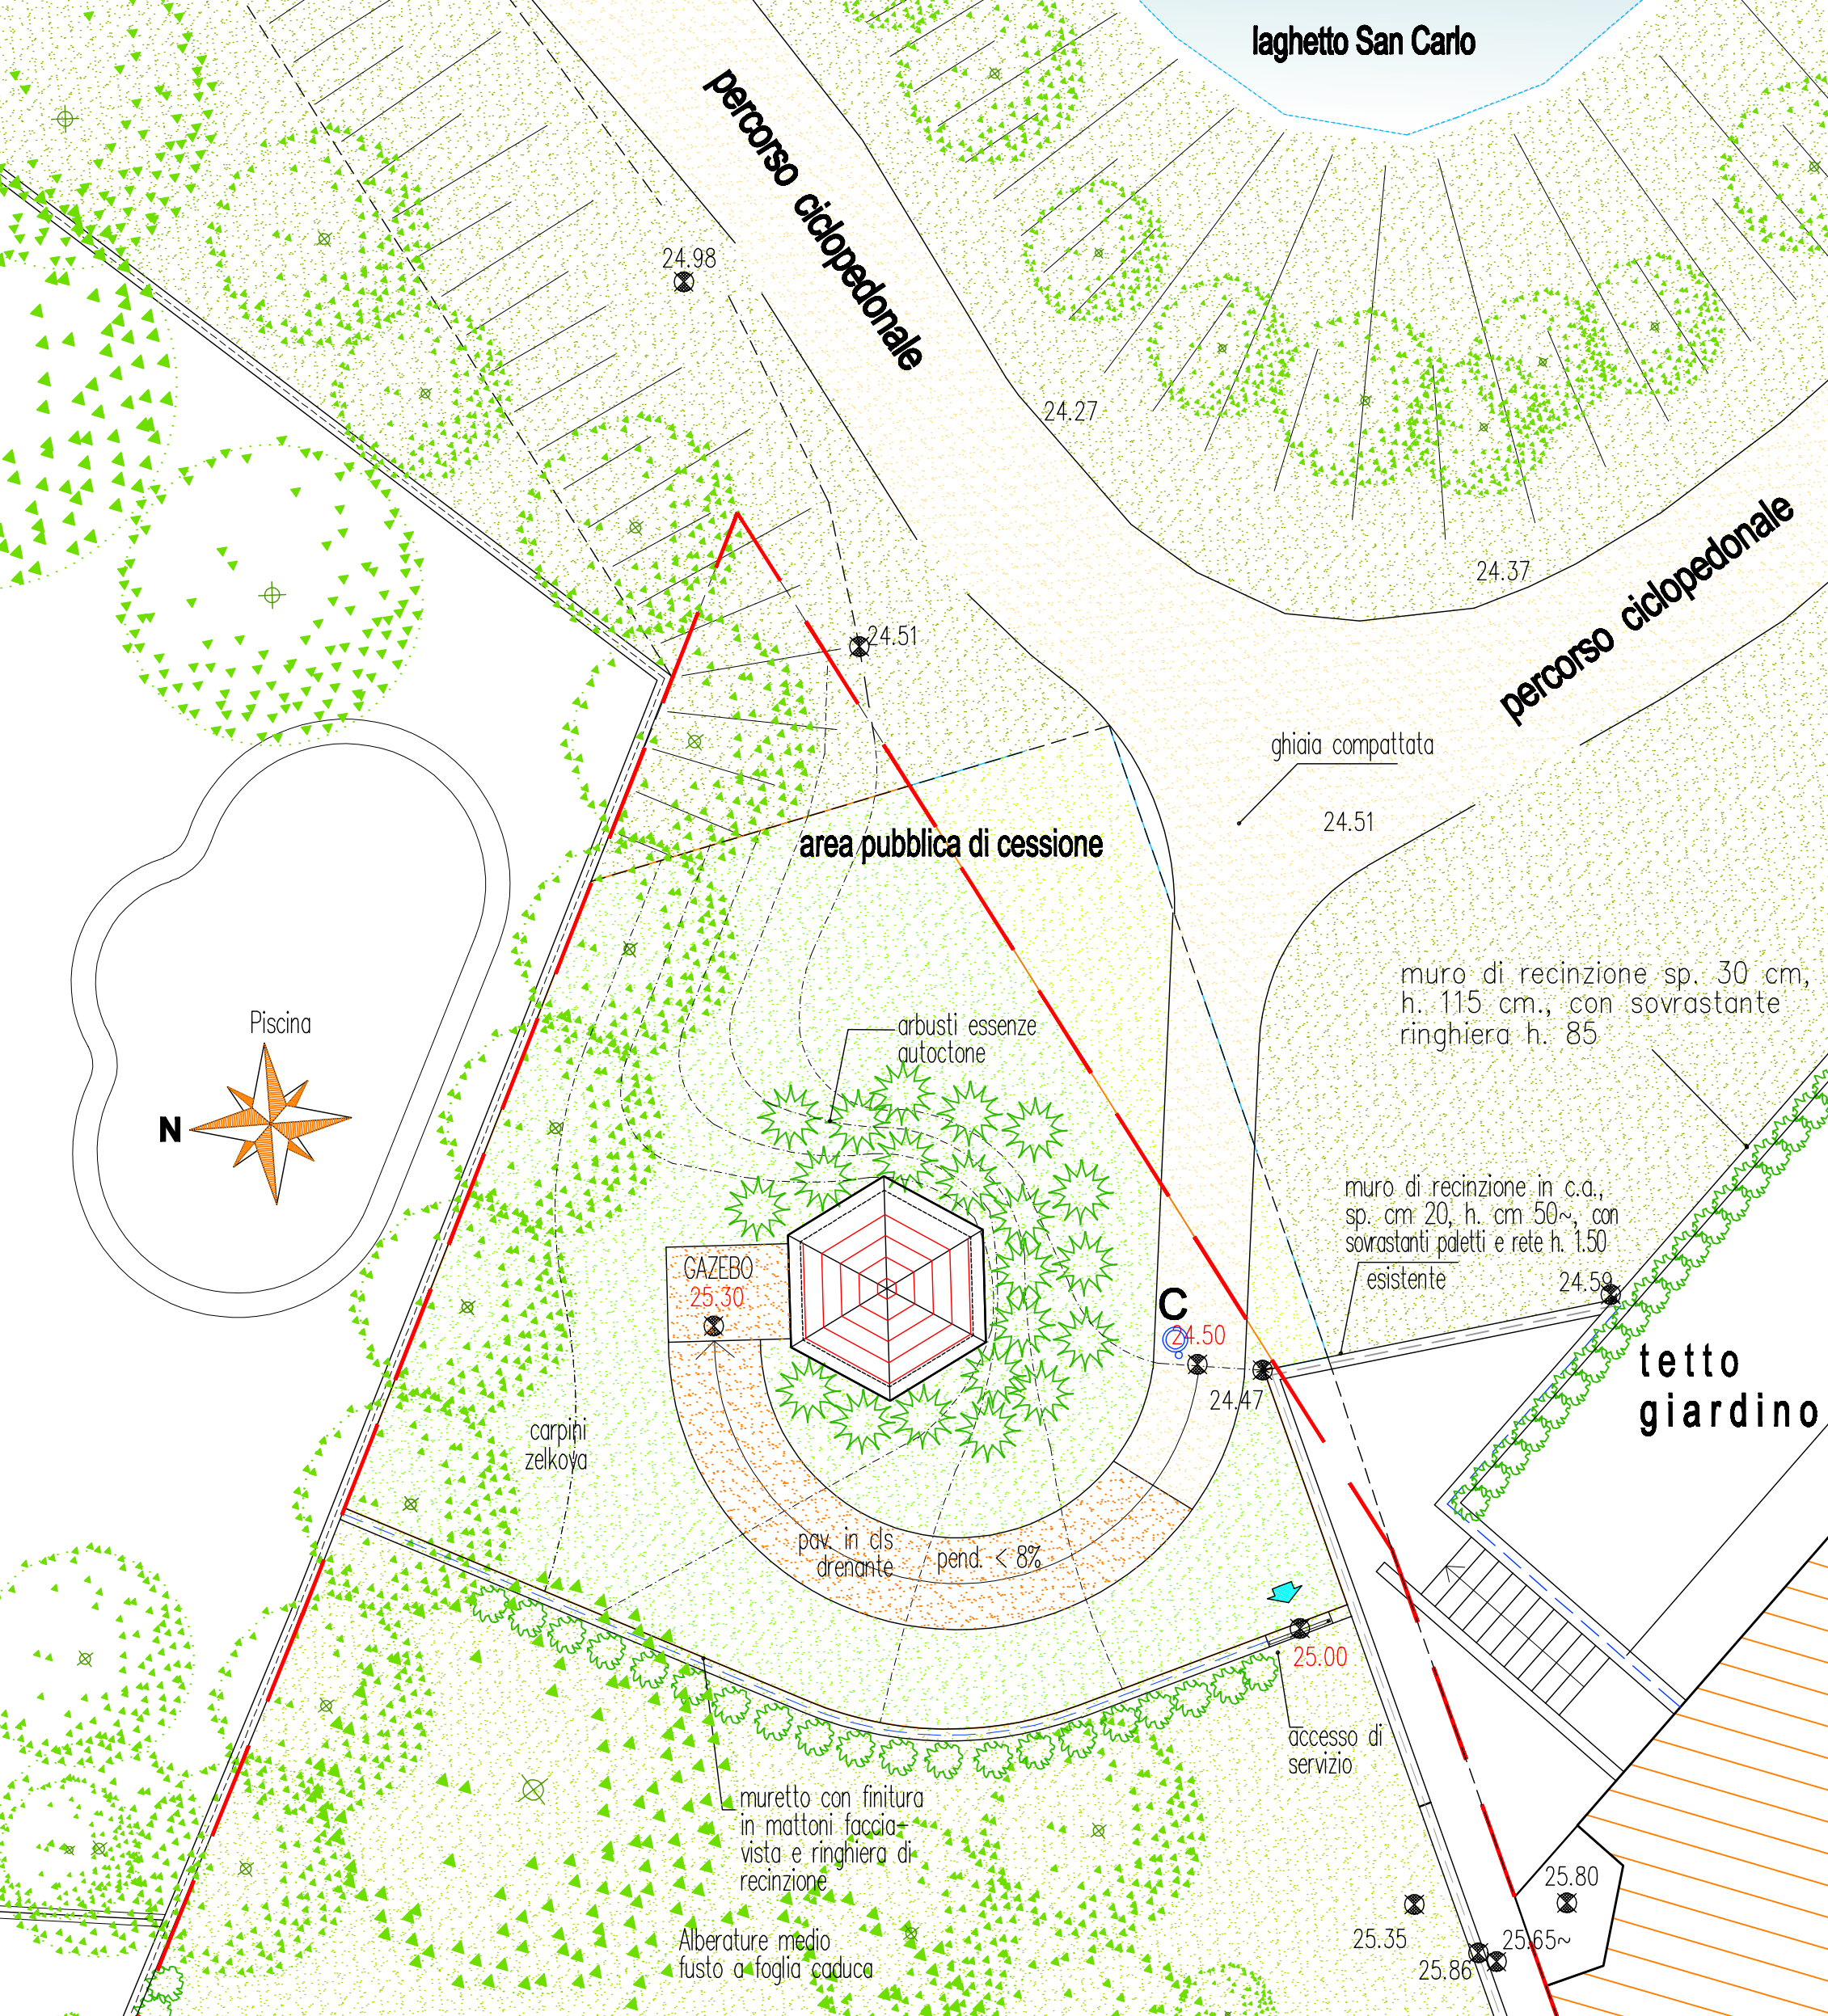 laghetto San Carlo
percorso ciclopedonale
24.98
24.27
24.37
percorso ciclopedonale
24.51
ghiaia compattata
24.51
area pubblica di cessione
muro di recinzione sp. 30 cm,
h. 115 cm., con sovrastante
ringhiera h. 85
Piscina
N
arbusti essenze
autoctone
muro di recinzione in c.a.,
sp. cm 20, h. cm 50~, con
sovrastanti paletti e rete h. 1.50
esistente
24.59
GAZEBO
25.30
C
24.50
24.47
tetto
giardino
carpini
zelkova
pav. in cls
drenante
pend. < 8%
25.00
accesso di
servizio
muretto con finitura
in mattoni faccia-
vista e ringhiera di
recinzione
Alberature medio
fusto a foglia caduca
25.80
25.35
25.65~
25.86